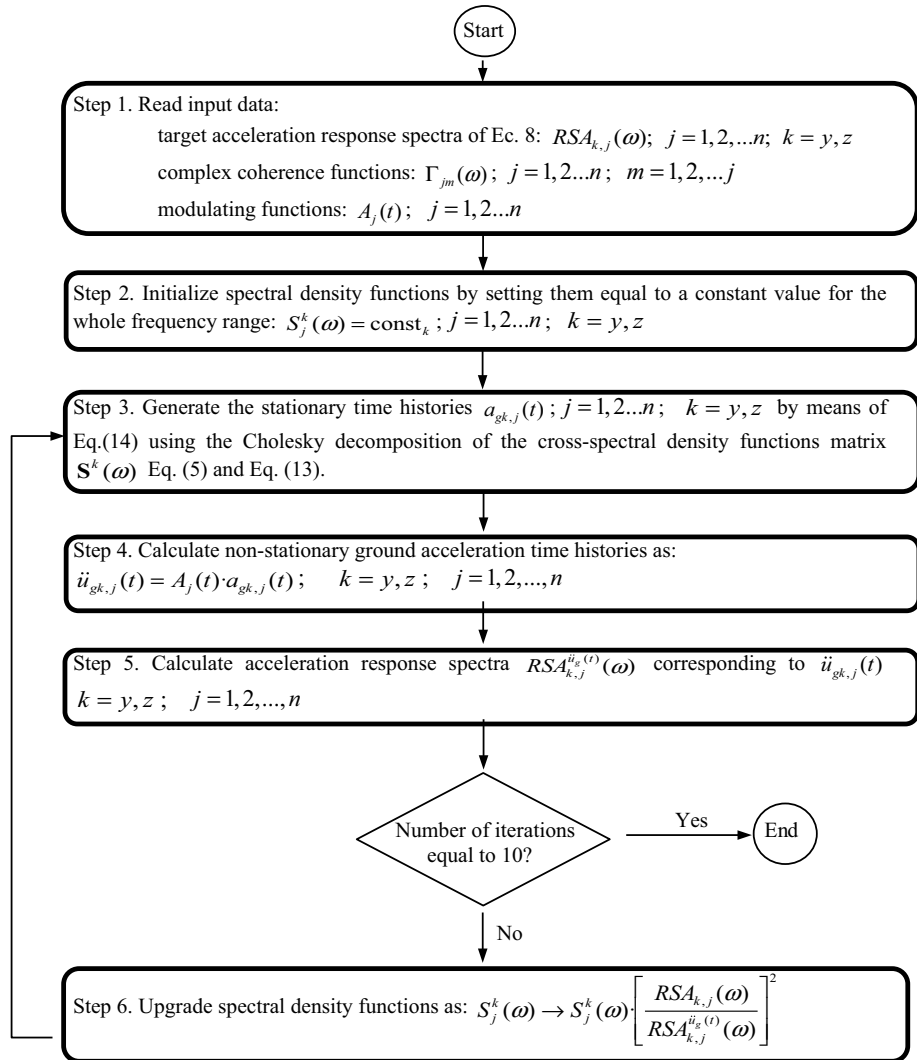 Start
Step 1. Read input data:
target acceleration response spectra of Ec. 8: RSA_{k,j}(ω); j = 1, 2, ...n; k = y, z
complex coherence functions: Γ_{jm}(ω); j = 1, 2...n; m = 1, 2, ...j
modulating functions: A_j(t); j = 1, 2...n
Step 2. Initialize spectral density functions by setting them equal to a constant value for the
whole frequency range: S_j^k(ω) = const_k; j = 1, 2...n; k = y, z
Step 3. Generate the stationary time histories a_{gk,j}(t); j = 1, 2...n; k = y, z by means of
Eq.(14) using the Cholesky decomposition of the cross-spectral density functions matrix
S^k(ω) Eq. (5) and Eq. (13).
Step 4. Calculate non-stationary ground acceleration time histories as:
ü_{gk,j}(t) = A_j(t)·a_{gk,j}(t); k = y, z; j = 1, 2, ..., n
Step 5. Calculate acceleration response spectra RSA_{k,j}^{ü_g(t)}(ω) corresponding to ü_{gk,j}(t)
k = y, z; j = 1, 2, ..., n
Number of iterations
equal to 10?
Yes
End
No
Step 6. Upgrade spectral density functions as: S_j^k(ω) → S_j^k(ω)·[RSA_{k,j}(ω) / RSA_{k,j}^{ü_g(t)}(ω)]^2